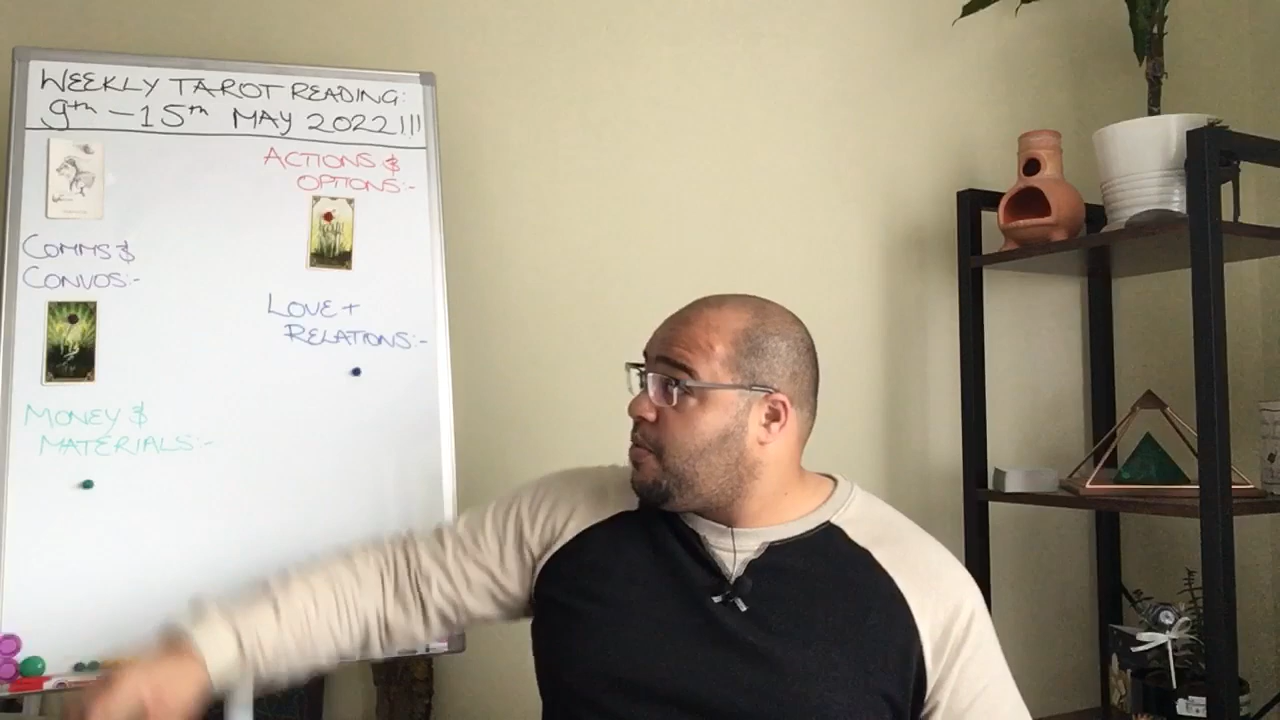 WEEKLY TAROT READING:
9th - 15th MAY 2022!!!
ACTIONS &
OPTIONS:-
COMMS &
CONVOS:-
LOVE +
RELATIONS:-
MONEY &
MATERIALS:-